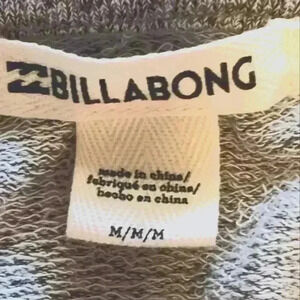 BILLABONG
made in china/
fabriqué en chine/
hecho en china
M/M/M